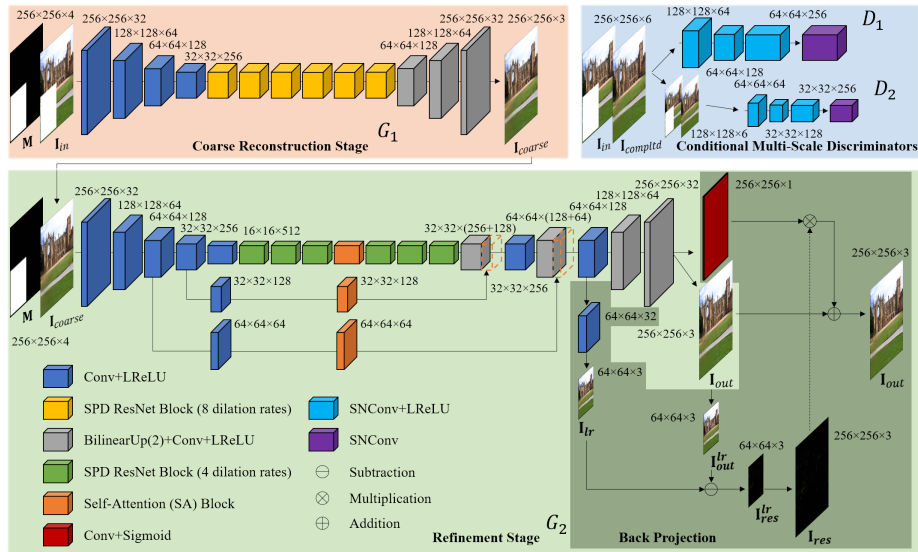 256×256×4
256×256×32
128×128×64
64×64×128
32×32×256
64×64×128
128×128×64
256×256×32
256×256×3
M
I_in
G_1
I_coarse
Coarse Reconstruction Stage
128×128×64
64×64×256
D_1
64×64×128
64×64×64
32×32×256
D_2
128×128×6
32×32×128
I_in
I_compltd
Conditional Multi-Scale Discriminators
256×256×32
128×128×64
64×64×128
32×32×256
16×16×512
32×32×(256+128)
64×64×(128+64)
64×64×128
128×128×64
256×256×32
256×256×1
32×32×128
32×32×128
32×32×256
64×64×64
64×64×64
64×64×32
256×256×3
256×256×3
M
I_coarse
256×256×4
I_out
I_out
64×64×3
I_lr
64×64×3
I_out^lr
64×64×3
I_res^lr
256×256×3
I_res
Conv+LReLU
SPD ResNet Block (8 dilation rates)
BilinearUp(2)+Conv+LReLU
SPD ResNet Block (4 dilation rates)
Self-Attention (SA) Block
Conv+Sigmoid
SNConv+LReLU
SNConv
Subtraction
Multiplication
Addition
G_2
Refinement Stage
Back Projection